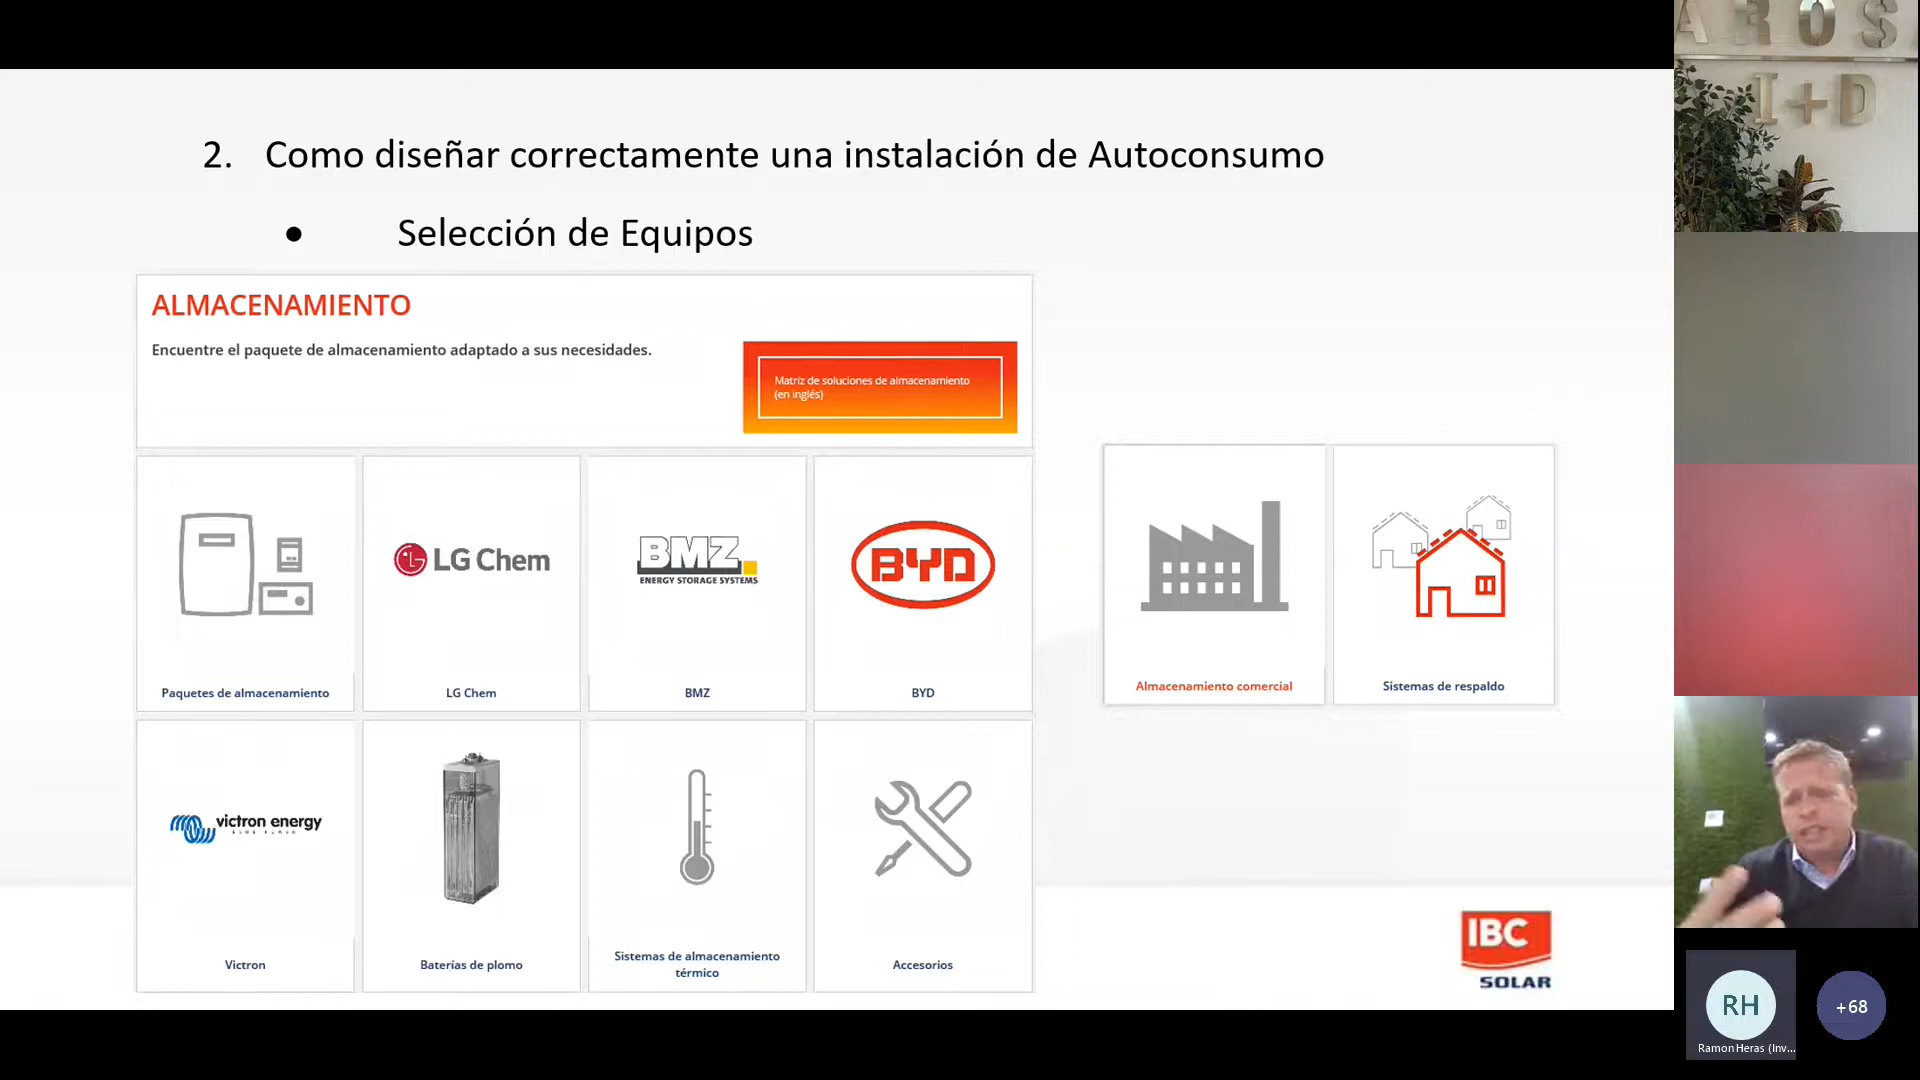 2. Como diseñar correctamente una instalación de Autoconsumo
• Selección de Equipos
ALMACENAMIENTO
Encuentre el paquete de almacenamiento adaptado a sus necesidades.
Matriz de soluciones de almacenamiento
(en inglés)
LG Chem
BMZ
ENERGY STORAGE SYSTEMS
BYD
Paquetes de almacenamiento
LG Chem
BMZ
BYD
Almacenamiento comercial
Sistemas de respaldo
victron energy
BLUE POWER
Victron
Baterías de plomo
Sistemas de almacenamiento
térmico
Accesorios
IBC
SOLAR
AROS
I+D
RH
Ramon Heras (Inv...
+68